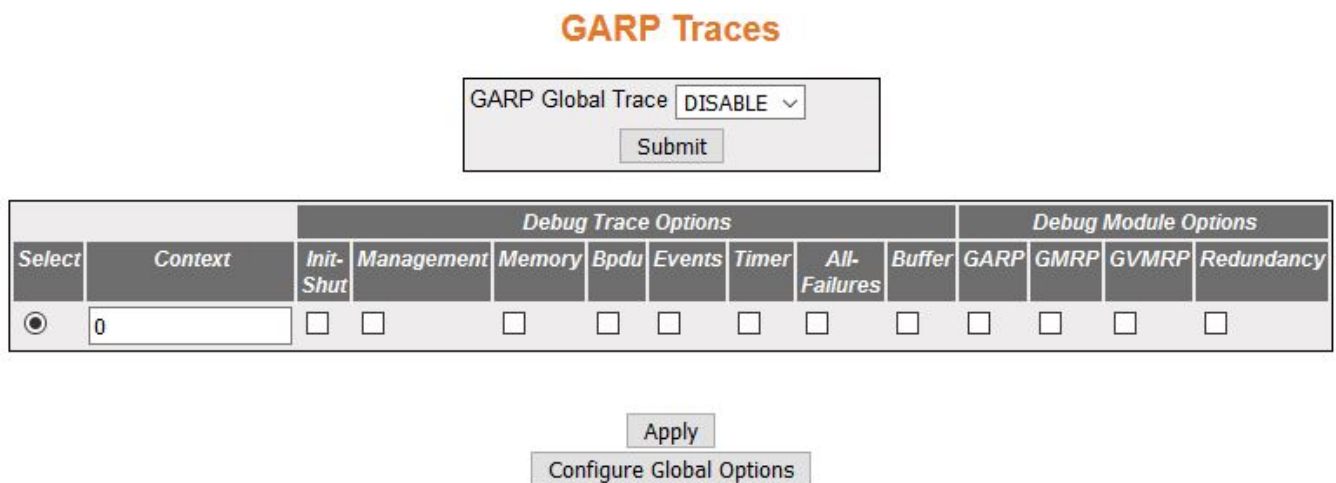 GARP Traces
GARP Global Trace DISABLE
Submit
Debug Trace Options Debug Module Options
Select Context Init-Shut Management Memory Bpdu Events Timer All-Failures Buffer GARP GMRP GVMRP Redundancy
0
Apply
Configure Global Options